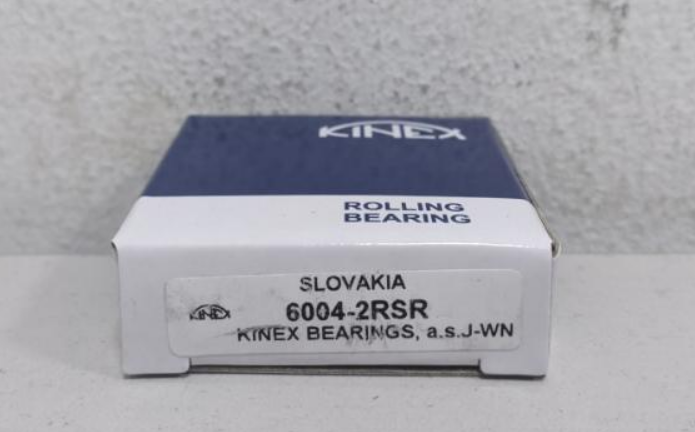 KINEX
ROLLING
BEARING
SLOVAKIA
KINEX 6004-2RSR
KINEX BEARINGS, a.s.J-WN